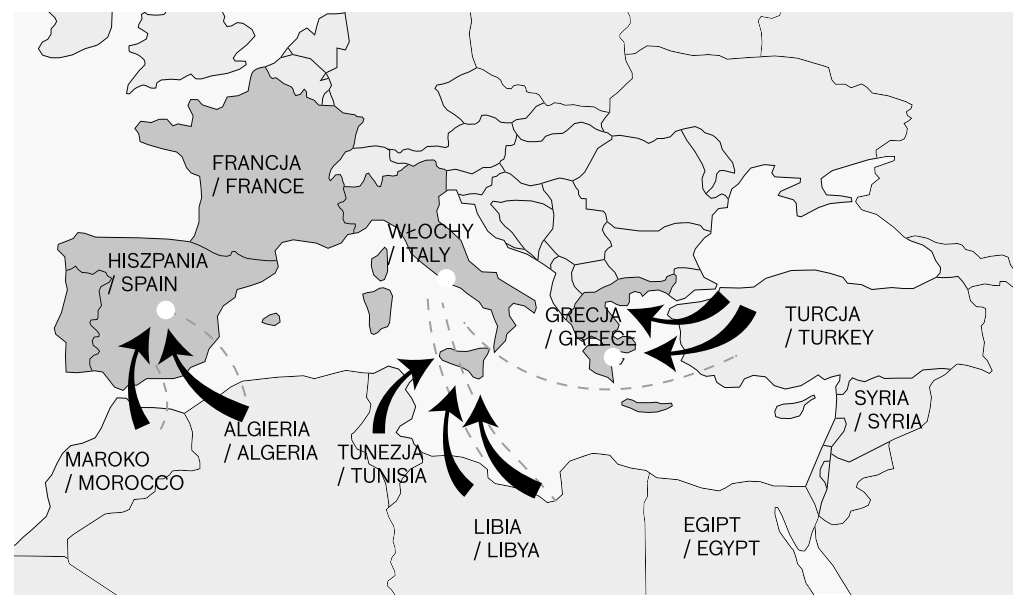 FRANCJA
/ FRANCE
WŁOCHY
/ ITALY
HISZPANIA
/ SPAIN
GRECJA
/ GREECE
TURCJA
/ TURKEY
SYRIA
/ SYRIA
ALGIERIA
/ ALGERIA
TUNEZJA
/ TUNISIA
MAROKO
/ MOROCCO
LIBIA
/ LIBYA
EGIPT
/ EGYPT